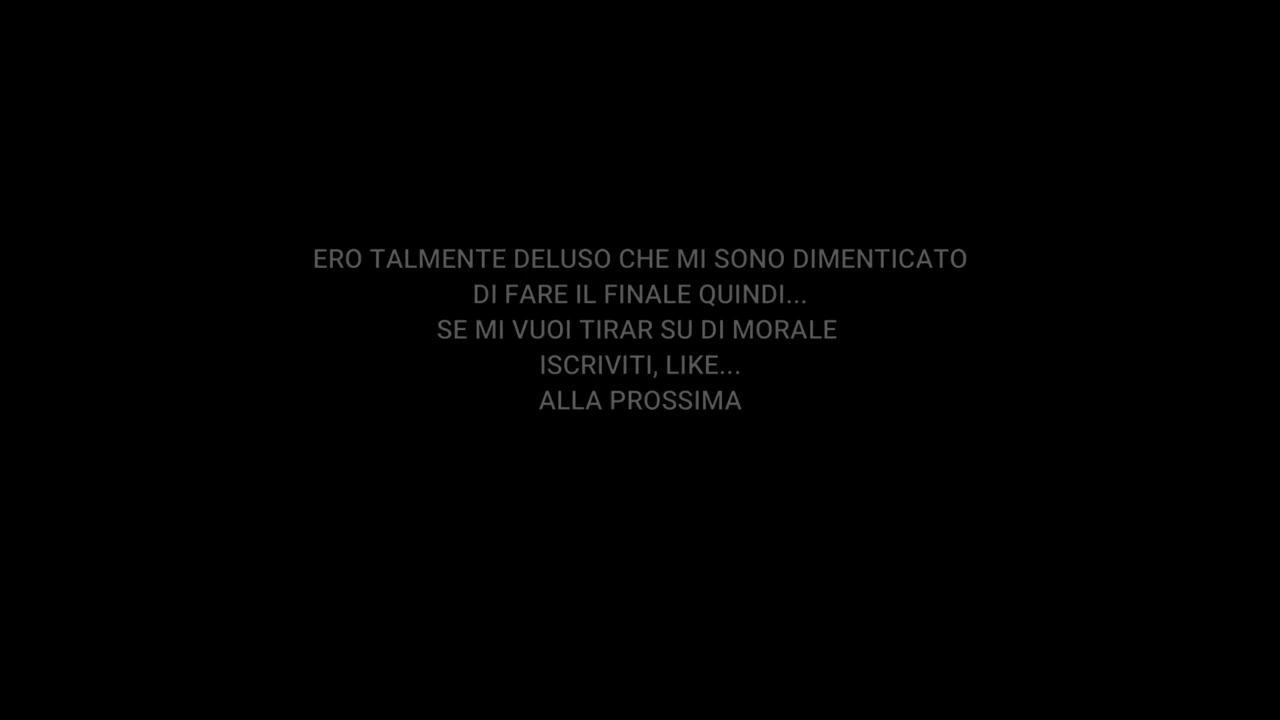 ERO TALMENTE DELUSO CHE MI SONO DIMENTICATO
DI FARE IL FINALE QUINDI...
SE MI VUOI TIRAR SU DI MORALE
ISCRIVITI, LIKE...
ALLA PROSSIMA